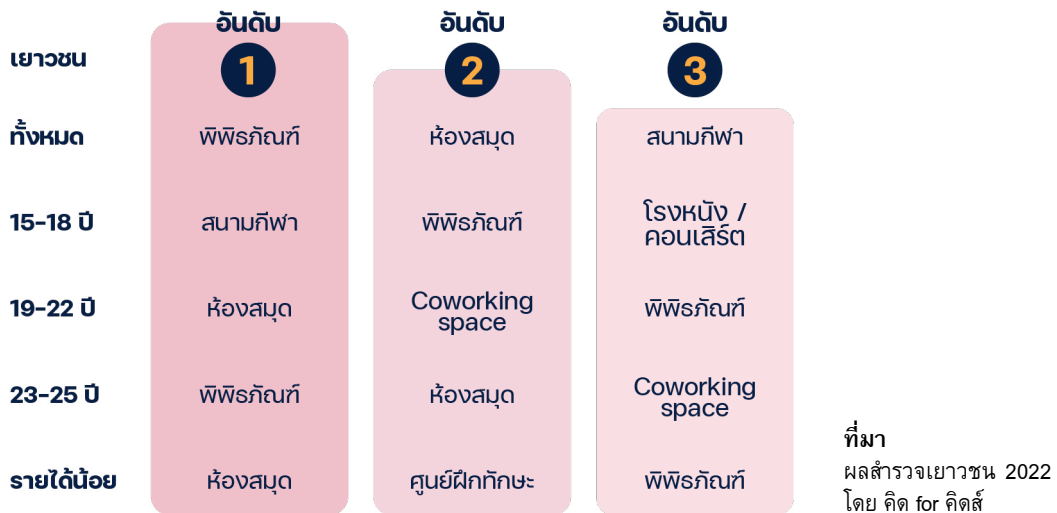 อันดับ อันดับ อันดับ
เยาวชน 1 2 3
ทั้งหมด พิพิธภัณฑ์ ห้องสมุด สนามกีฬา
15-18 ปี สนามกีฬา พิพิธภัณฑ์ โรงหนัง /
คอนเสิร์ต
19-22 ปี ห้องสมุด Coworking
space พิพิธภัณฑ์
23-25 ปี พิพิธภัณฑ์ ห้องสมุด Coworking
space
รายได้น้อย ห้องสมุด ศูนย์ฝึกทักษะ พิพิธภัณฑ์
ที่มา
ผลสำรวจเยาวชน 2022
โดย คิด for คิดส์